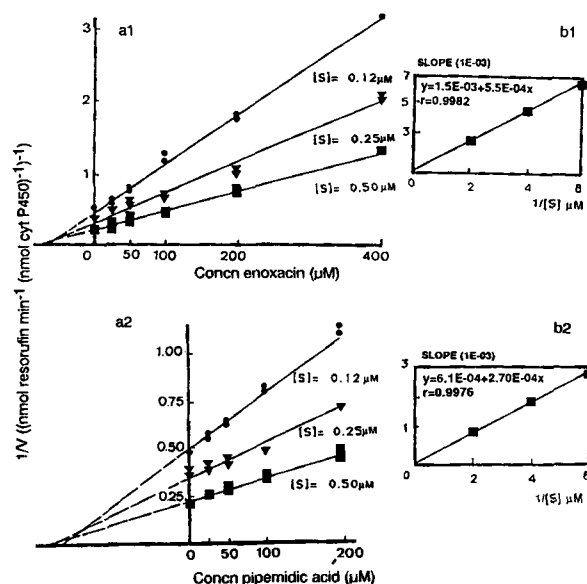 a1
3
2
1
[S]= 0.12μM
[S]= 0.25μM
[S]= 0.50μM
0 50 100 200 400
Concn enoxacin (μM)
b1
SLOPE (1E-03)
7
5
3
y=1.5E-03+5.5E-04x
r=0.9982
0 2 4 8
1/[S] μM
1/V ((nmol resorufin min⁻¹ (nmol cyt P450)⁻¹)⁻¹)
a2
1.00
0.75
0.50
0.25
[S]= 0.12μM
[S]= 0.25μM
[S]= 0.50μM
0 50 100 200
Concn pipemidic acid (μM)
b2
SLOPE (1E-03)
3
1
y=6.1E-04+2.70E-04x
r=0.9976
0 2 4 6
1/[S] μM